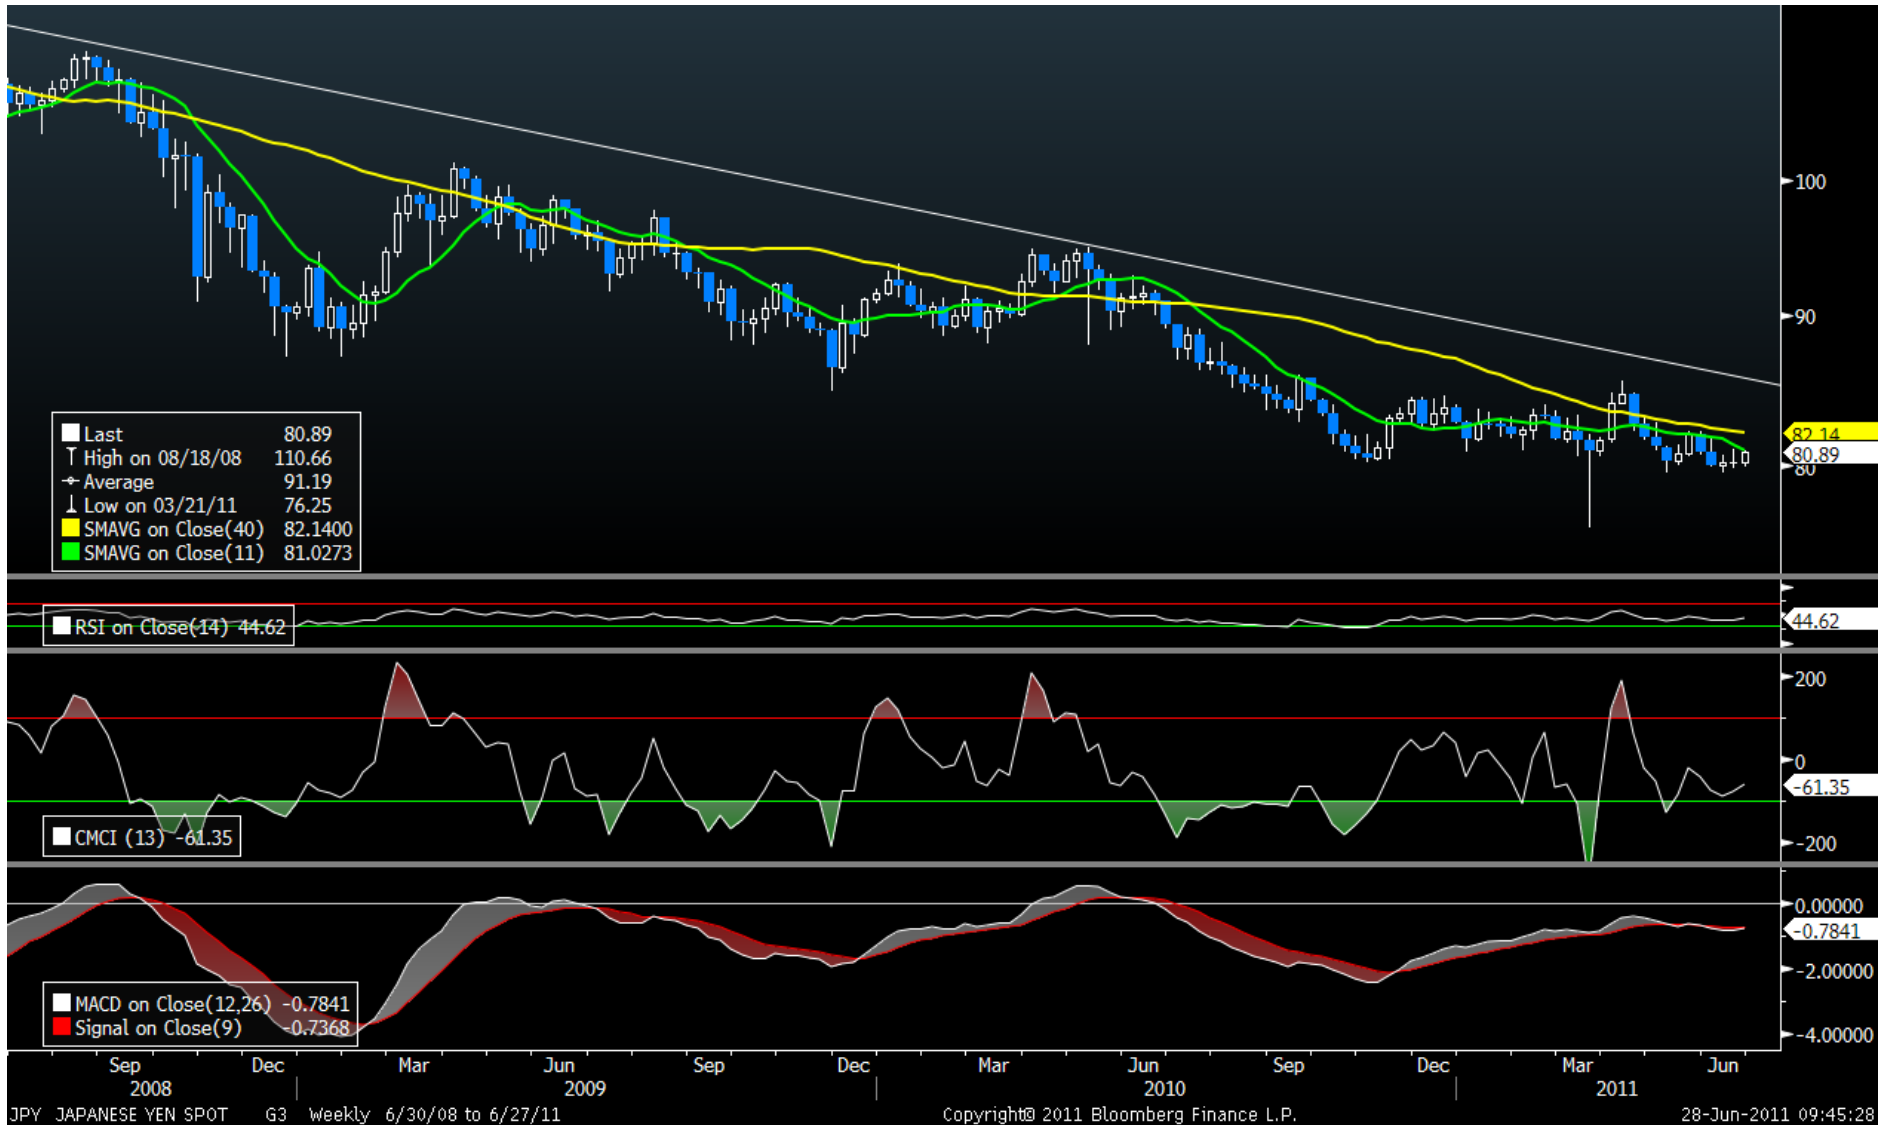 100
90
82.14
80.89
80
Last 80.89
High on 08/18/08 110.66
Average 91.19
Low on 03/21/11 76.25
SMAVG on Close(40) 82.1400
SMAVG on Close(11) 81.0273
RSI on Close(14) 44.62
44.62
200
0
-61.35
-200
CMCI (13) -61.35
0.00000
-0.7841
-2.00000
-4.00000
MACD on Close(12,26) -0.7841
Signal on Close(9) -0.7368
Sep Dec Mar Jun Sep Dec Mar Jun Sep Dec Mar Jun
2008 2009 2010 2011
JPY JAPANESE YEN SPOT G3 Weekly 6/30/08 to 6/27/11 Copyright© 2011 Bloomberg Finance L.P. 28-Jun-2011 09:45:28